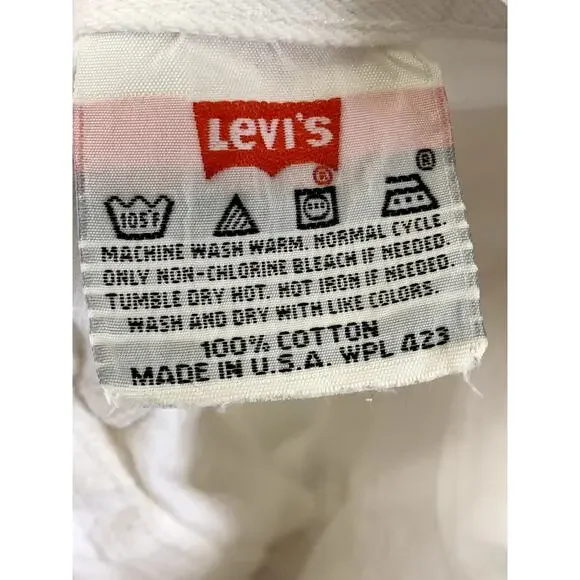 Levi's
®
®
105F
MACHINE WASH WARM. NORMAL CYCLE.
ONLY NON-CHLORINE BLEACH IF NEEDED.
TUMBLE DRY HOT. HOT IRON IF NEEDED.
WASH AND DRY WITH LIKE COLORS.
100% COTTON
MADE IN U.S.A. WPL 423